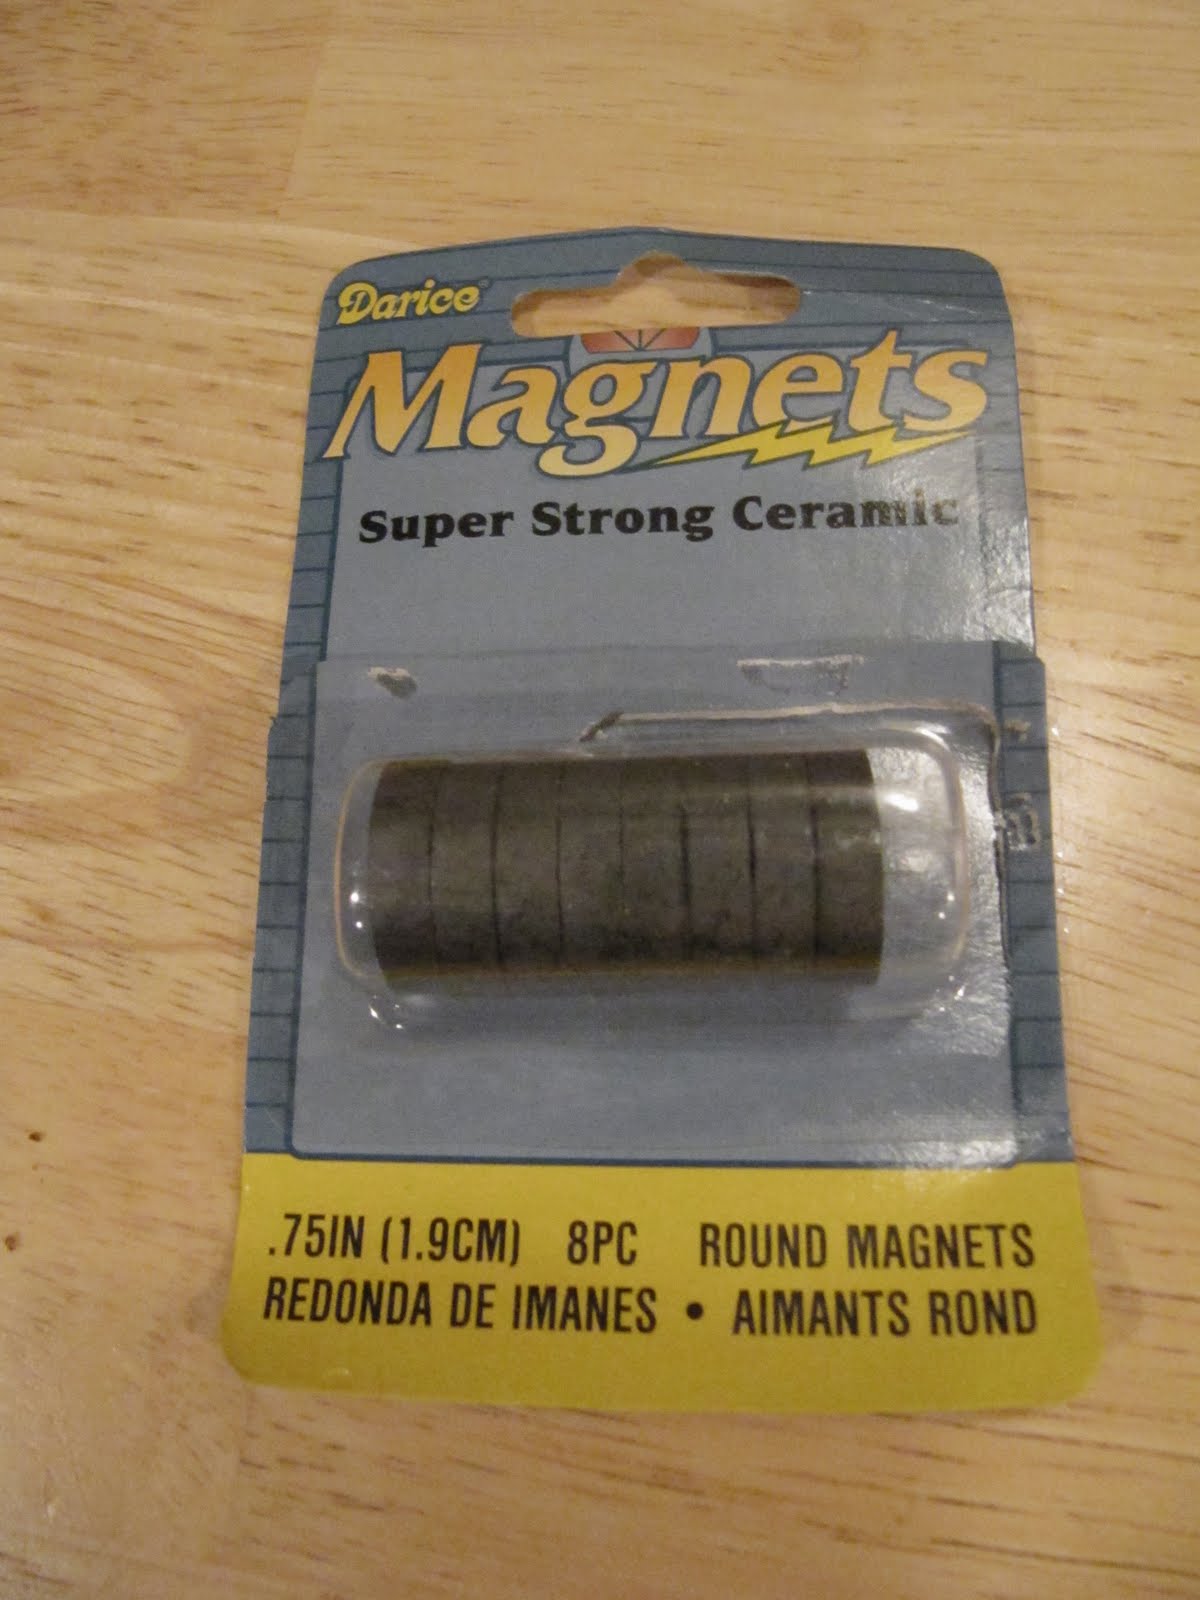 Darice
Magnets
Super Strong Ceramic
.75IN (1.9CM) 8PC ROUND MAGNETS
REDONDA DE IMANES • AIMANTS ROND